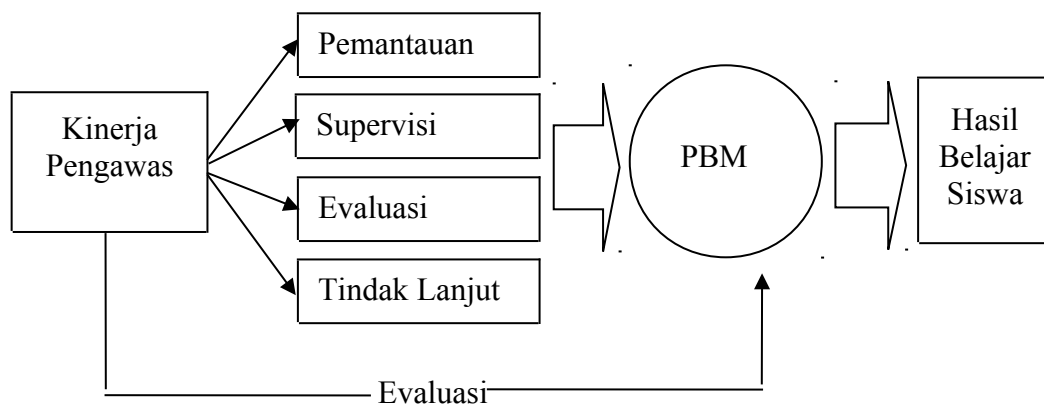 Kinerja
Pengawas
Pemantauan
Supervisi
Evaluasi
Tindak Lanjut
PBM
Hasil
Belajar
Siswa
Evaluasi